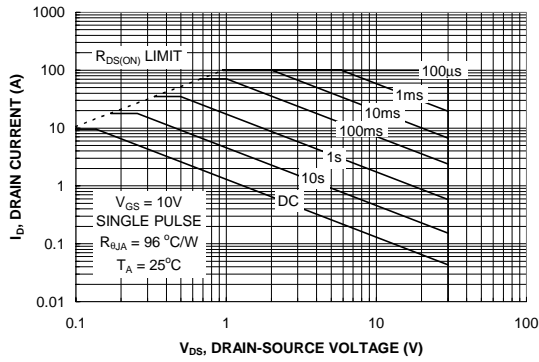 1000
100
10
1
0.1
0.01
I_D, DRAIN CURRENT (A)
R_DS(ON) LIMIT
100μs
1ms
10ms
100ms
1s
10s
DC
V_GS = 10V
SINGLE PULSE
R_θJA = 96 °C/W
T_A = 25°C
0.1 1 10 100
V_DS, DRAIN-SOURCE VOLTAGE (V)